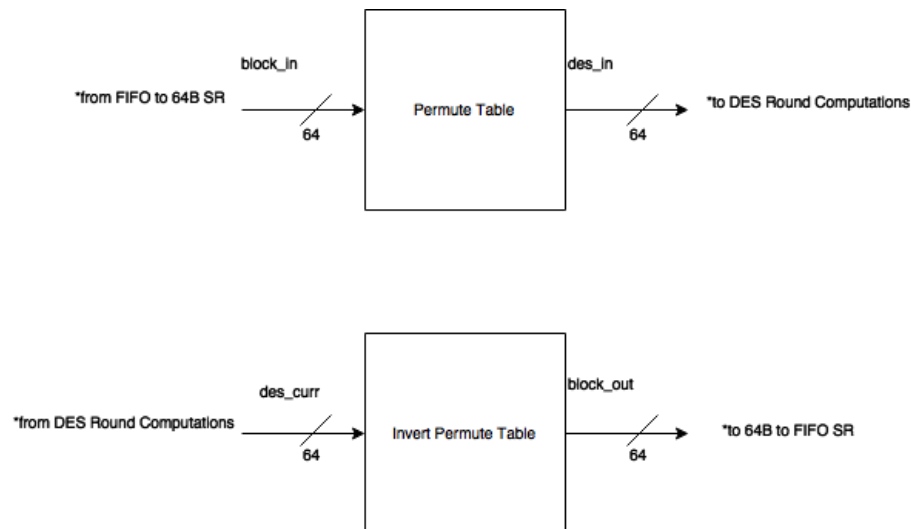 block_in
des_in
*from FIFO to 64B SR
Permute Table
*to DES Round Computations
64
64
des_curr
block_out
*from DES Round Computations
Invert Permute Table
*to 64B to FIFO SR
64
64